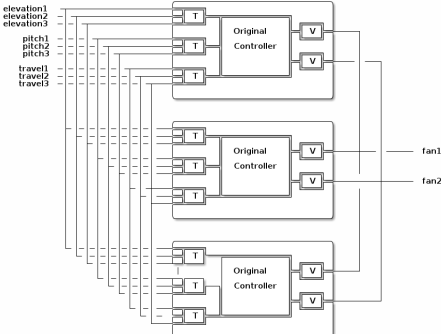 elevation1
elevation2
elevation3
pitch1
pitch2
pitch3
travel1
travel2
travel3
T
T
T
Original
Controller
V
V
T
T
T
Original
Controller
V
V
fan1
fan2
T
T
T
Original
Controller
V
V